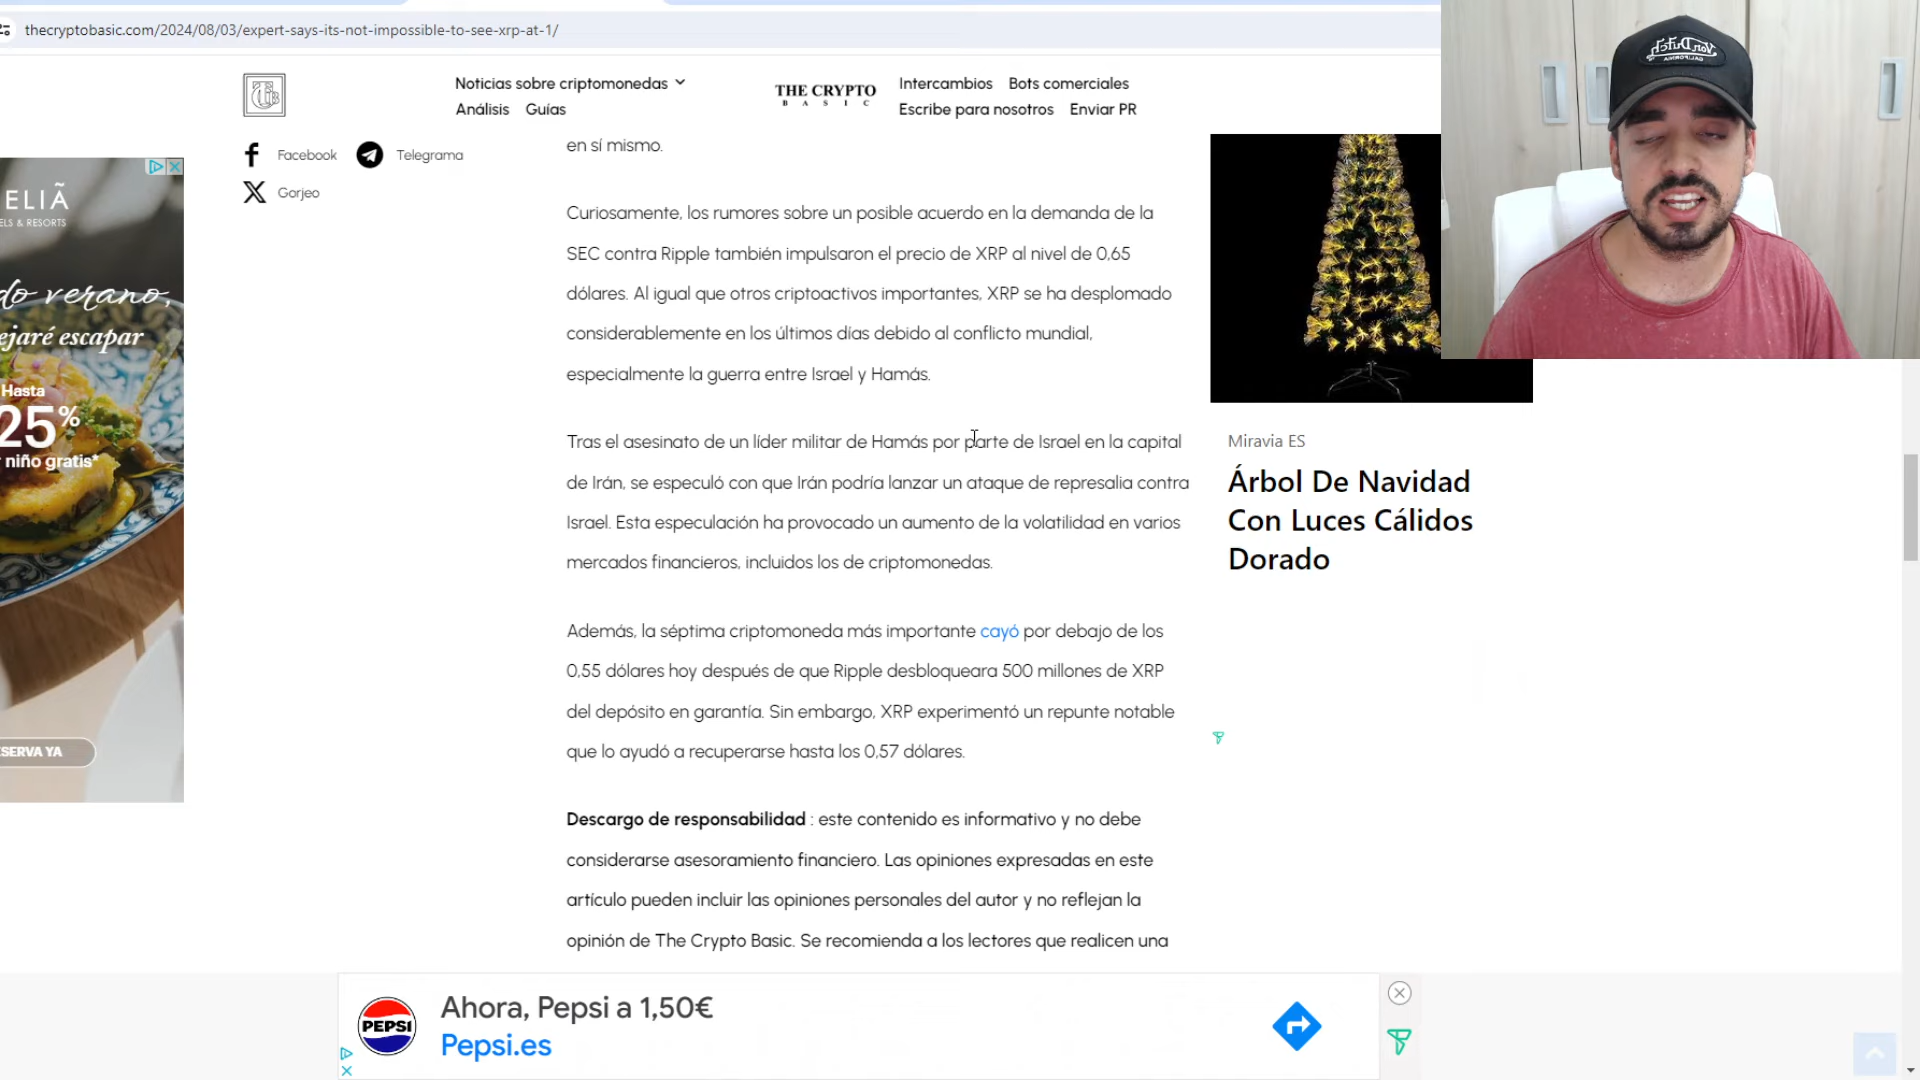 thecryptobasic.com/2024/08/03/expert-says-its-not-impossible-to-see-xrp-at-1/
Noticias sobre criptomonedas
Análisis Guías
THE CRYPTO
BASIC
Intercambios Bots comerciales
Escribe para nosotros Enviar PR
Facebook Telegrama
Gorjeo
en sí mismo.
Curiosamente, los rumores sobre un posible acuerdo en la demanda de la
SEC contra Ripple también impulsaron el precio de XRP al nivel de 0,65
dólares. Al igual que otros criptoactivos importantes, XRP se ha desplomado
considerablemente en los últimos días debido al conflicto mundial,
especialmente la guerra entre Israel y Hamás.
Tras el asesinato de un líder militar de Hamás por parte de Israel en la capital
de Irán, se especuló con que Irán podría lanzar un ataque de represalia contra
Israel. Esta especulación ha provocado un aumento de la volatilidad en varios
mercados financieros, incluidos los de criptomonedas.
Además, la séptima criptomoneda más importante cayó por debajo de los
0,55 dólares hoy después de que Ripple desbloqueara 500 millones de XRP
del depósito en garantía. Sin embargo, XRP experimentó un repunte notable
que lo ayudó a recuperarse hasta los 0,57 dólares.
Descargo de responsabilidad : este contenido es informativo y no debe
considerarse asesoramiento financiero. Las opiniones expresadas en este
artículo pueden incluir las opiniones personales del autor y no reflejan la
opinión de The Crypto Basic. Se recomienda a los lectores que realicen una
ELIÃ
ELS & RESORTS
do verano,
ejaré escapar
Hasta
25%
niño gratis*
SERVA YA
Von Dutch
Miravia ES
Árbol De Navidad
Con Luces Cálidos
Dorado
PEPSI
Ahora, Pepsi a 1,50€
Pepsi.es